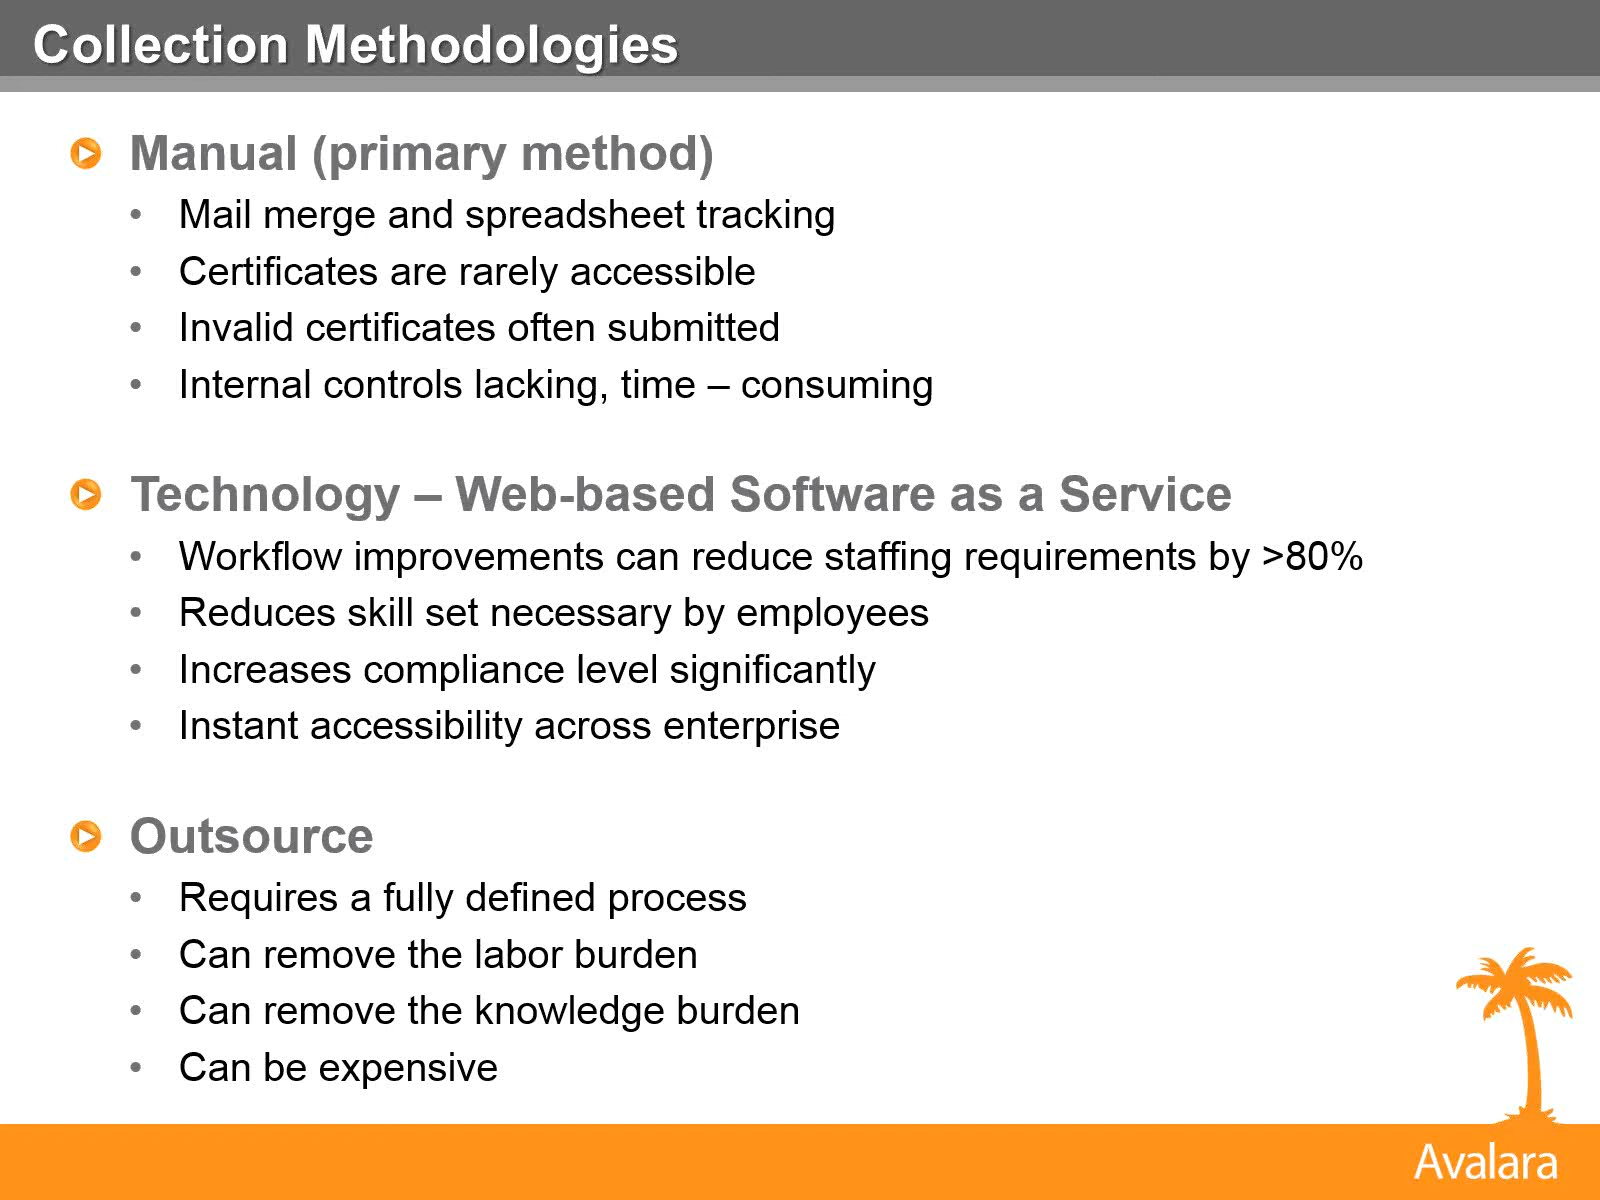 Collection Methodologies
Manual (primary method)
• Mail merge and spreadsheet tracking
• Certificates are rarely accessible
• Invalid certificates often submitted
• Internal controls lacking, time – consuming
Technology – Web-based Software as a Service
• Workflow improvements can reduce staffing requirements by >80%
• Reduces skill set necessary by employees
• Increases compliance level significantly
• Instant accessibility across enterprise
Outsource
• Requires a fully defined process
• Can remove the labor burden
• Can remove the knowledge burden
• Can be expensive
Avalara